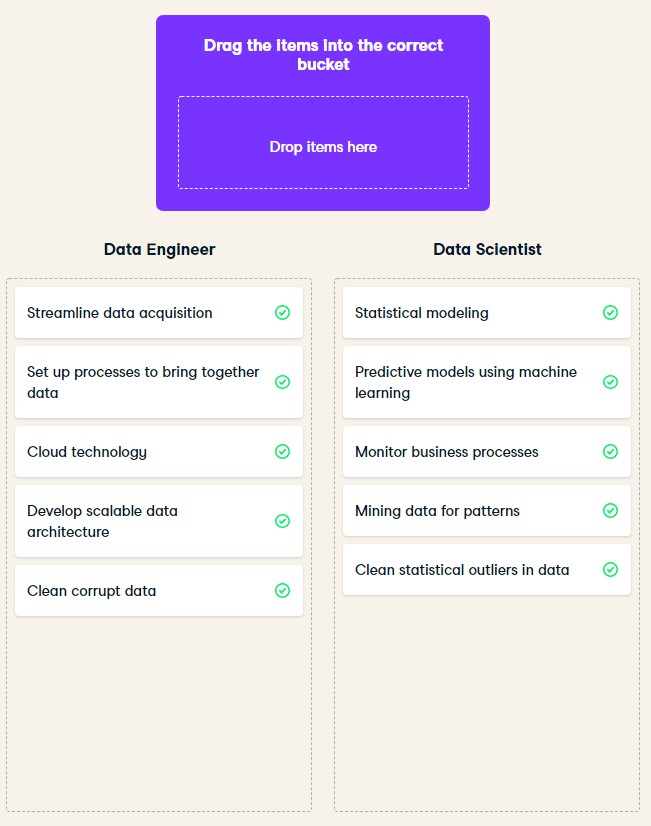 Drag the items into the correct
bucket
Drop items here
Data Engineer
Streamline data acquisition
Set up processes to bring together
data
Cloud technology
Develop scalable data
architecture
Clean corrupt data
Data Scientist
Statistical modeling
Predictive models using machine
learning
Monitor business processes
Mining data for patterns
Clean statistical outliers in data